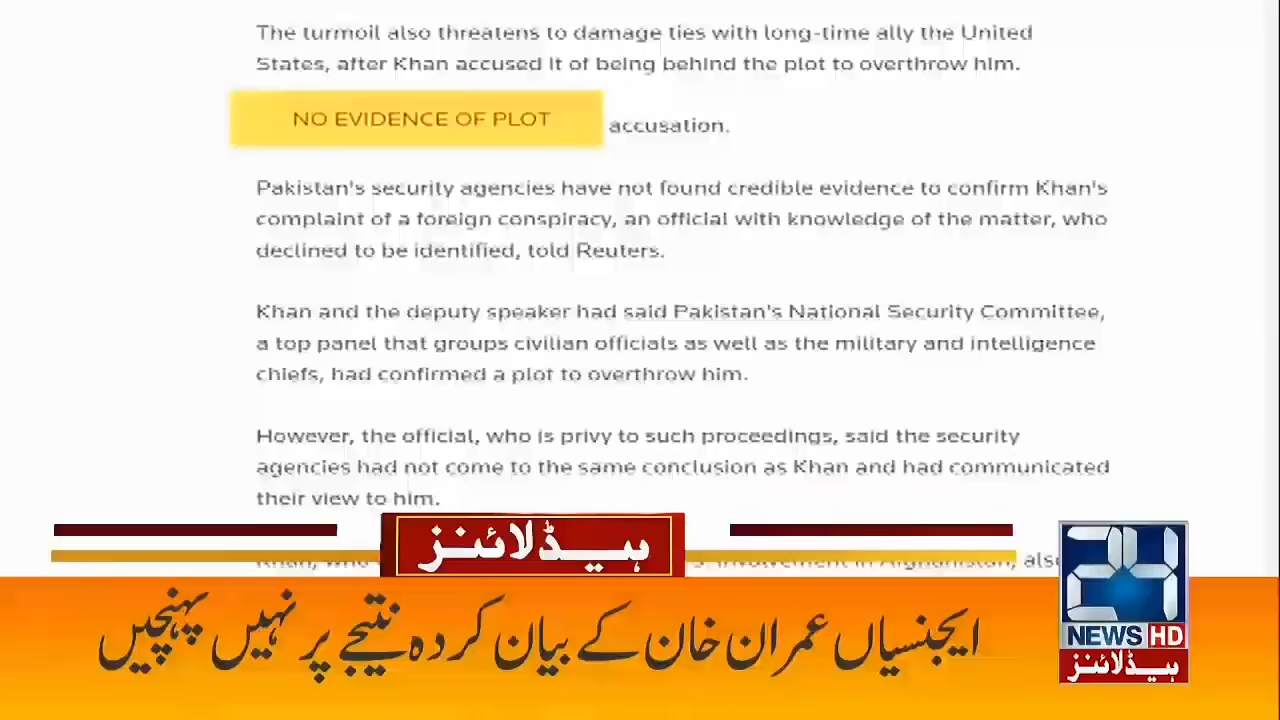 The turmoil also threatens to damage ties with long-time ally the United
States, after Khan accused it of being behind the plot to overthrow him.
NO EVIDENCE OF PLOT accusation.
Pakistan's security agencies have not found credible evidence to confirm Khan's
complaint of a foreign conspiracy, an official with knowledge of the matter, who
declined to be identified, told Reuters.
Khan and the deputy speaker had said Pakistan's National Security Committee,
a top panel that groups civilian officials as well as the military and intelligence
chiefs, had confirmed a plot to overthrow him.
However, the official, who is privy to such proceedings, said the security
agencies had not come to the same conclusion as Khan and had communicated
their view to him.
Khan, who involvement in Afghanistan, also
ہیڈلائنز
ایجنسیاں عمران خان کے بیان کردہ نتیجے پر نہیں پہنچیں
24
NEWS HD
ہیڈلائنز